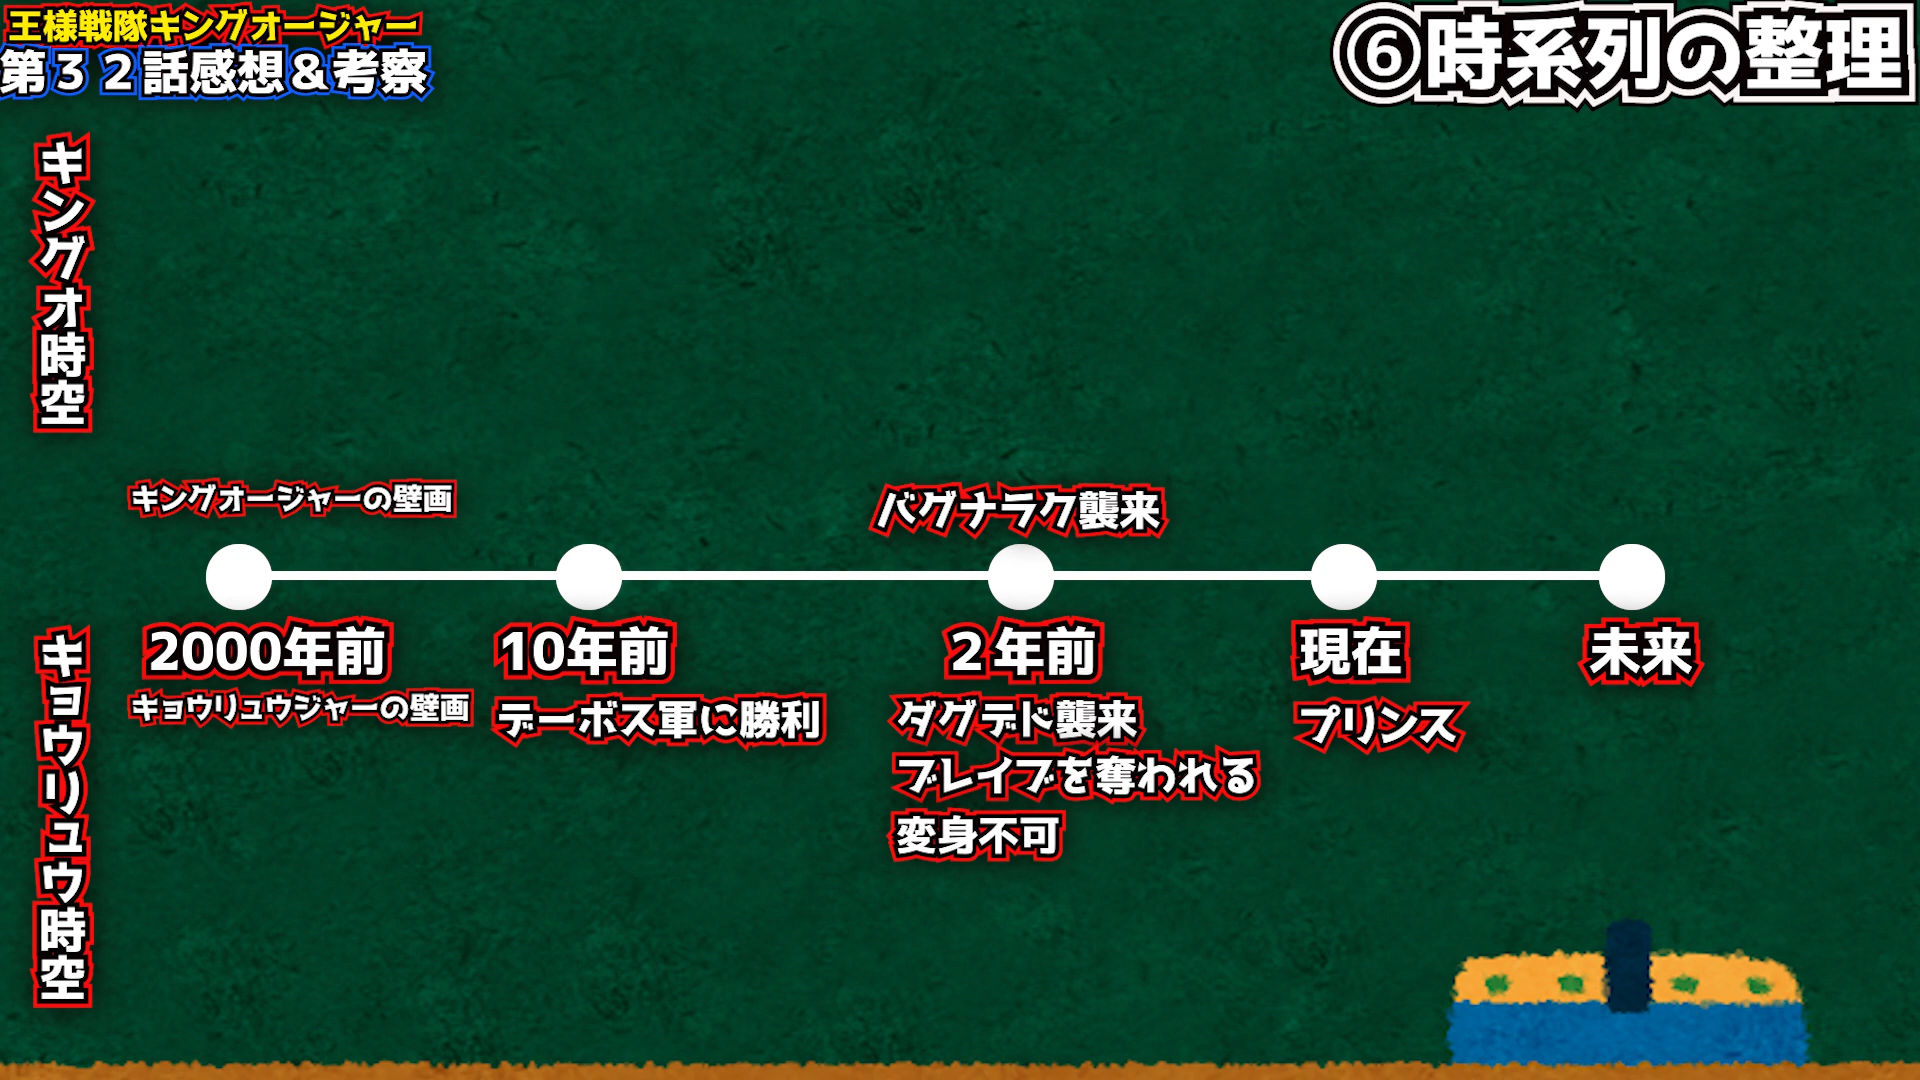 王様戦隊キングオージャー
第３２話感想＆考察
⑥時系列の整理
キングオ時空
キングオージャーの壁画
バグナラク襲来
2000年前
10年前
２年前
現在
未来
キョウリュウ時空
キョウリュウジャーの壁画
デーボス軍に勝利
ダグデド襲来
ブレイブを奪われる
変身不可
プリンス